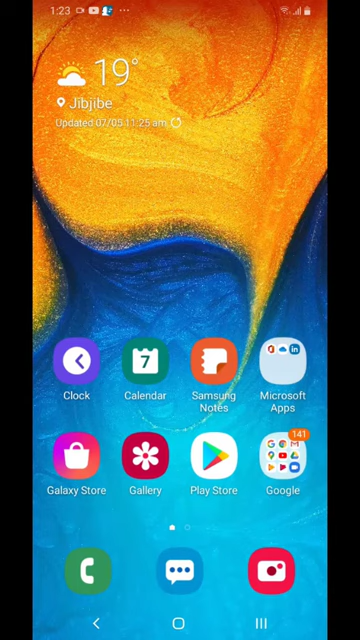 1:23
19°
Jibjibe
Updated 07/05 11:25 am
7
Clock
Calendar
Samsung
Notes
Microsoft
Apps
141
Galaxy Store
Gallery
Play Store
Google